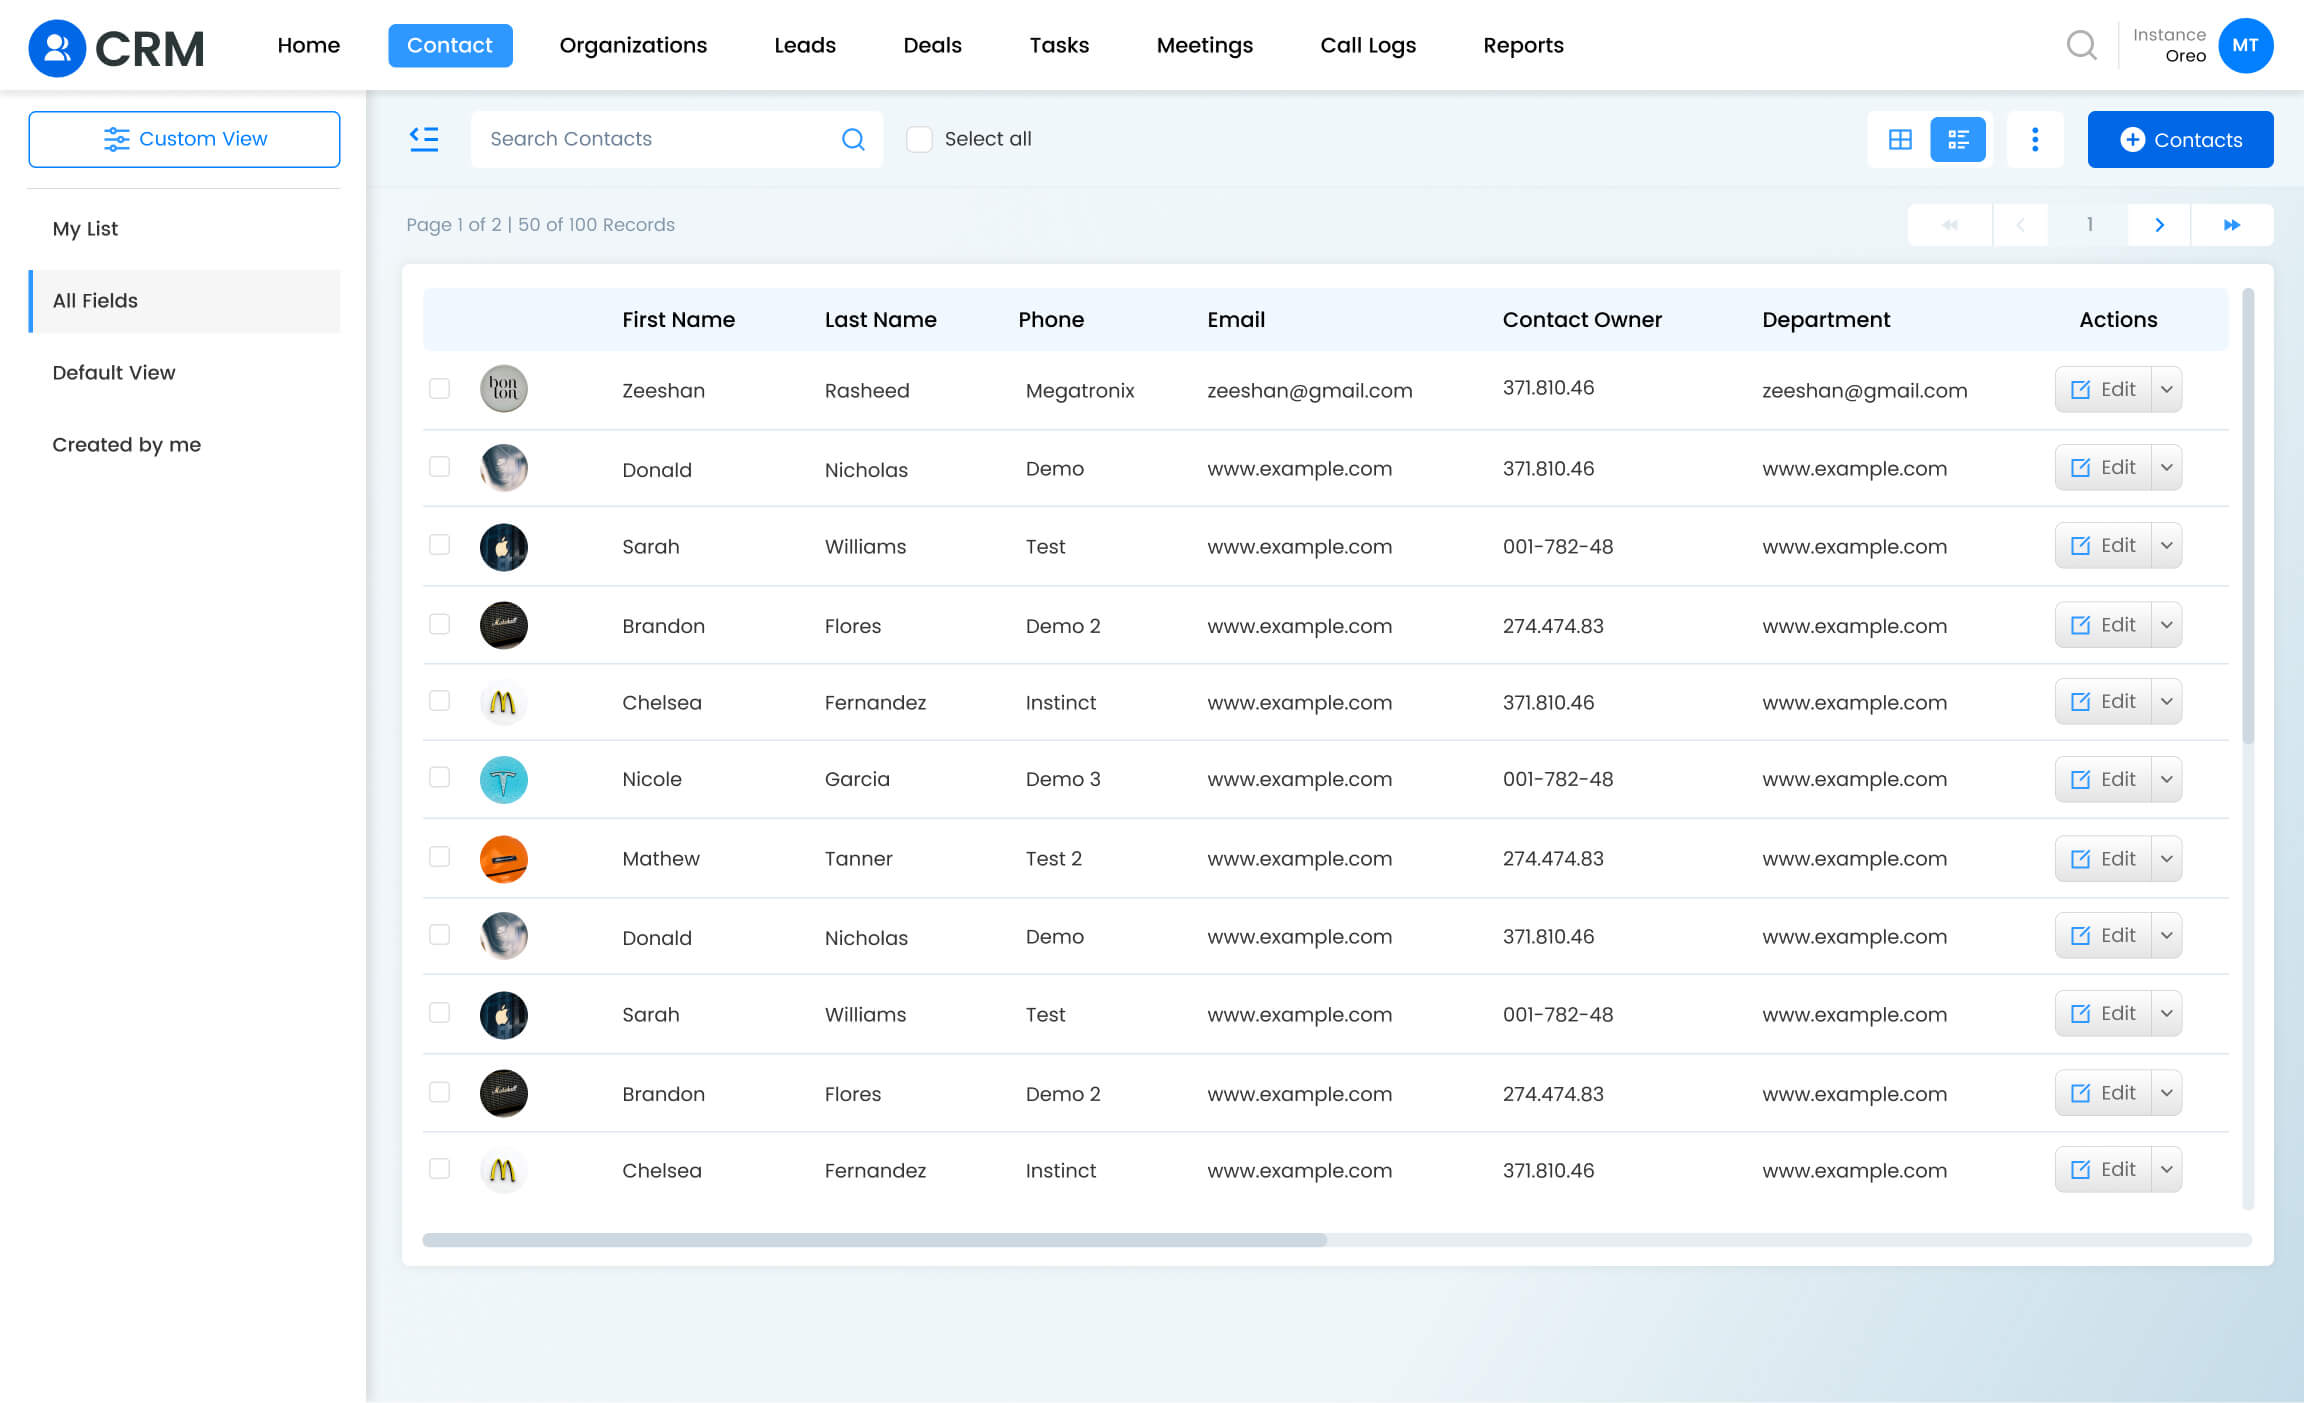 CRM
Home Contact Organizations Leads Deals Tasks Meetings Call Logs Reports
Instance
Oreo
MT
Custom View
My List
All Fields
Default View
Created by me
Search Contacts
Select all
Contacts
Page 1 of 2 | 50 of 100 Records
1
First Name Last Name Phone Email Contact Owner Department Actions
bon
ton
Zeeshan Rasheed Megatronix zeeshan@gmail.com 371.810.46 zeeshan@gmail.com Edit
Donald Nicholas Demo www.example.com 371.810.46 www.example.com Edit
Sarah Williams Test www.example.com 001-782-48 www.example.com Edit
Marshall Brandon Flores Demo 2 www.example.com 274.474.83 www.example.com Edit
Chelsea Fernandez Instinct www.example.com 371.810.46 www.example.com Edit
Nicole Garcia Demo 3 www.example.com 001-782-48 www.example.com Edit
Mathew Tanner Test 2 www.example.com 274.474.83 www.example.com Edit
Donald Nicholas Demo www.example.com 371.810.46 www.example.com Edit
Sarah Williams Test www.example.com 001-782-48 www.example.com Edit
Marshall Brandon Flores Demo 2 www.example.com 274.474.83 www.example.com Edit
Chelsea Fernandez Instinct www.example.com 371.810.46 www.example.com Edit